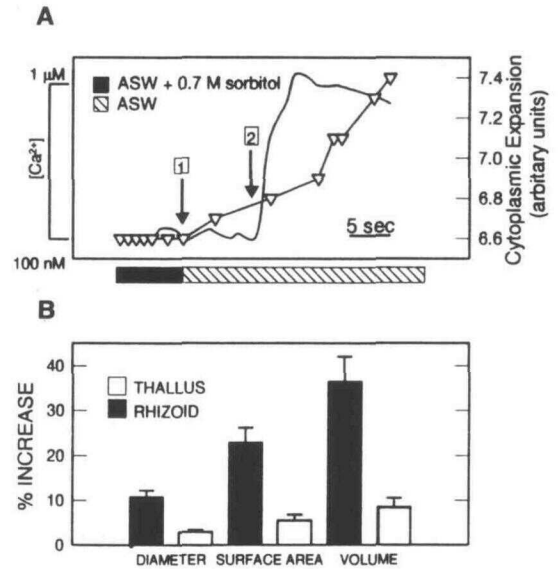 A
1 μM
[Ca²⁺]
100 nM
ASW + 0.7 M sorbitol
ASW
1
2
5 sec
7.4
7.2
7.0
6.8
6.6
Cytoplasmic Expansion
(arbitary units)
B
% INCREASE
40
30
20
10
0
THALLUS
RHIZOID
DIAMETER SURFACE AREA VOLUME